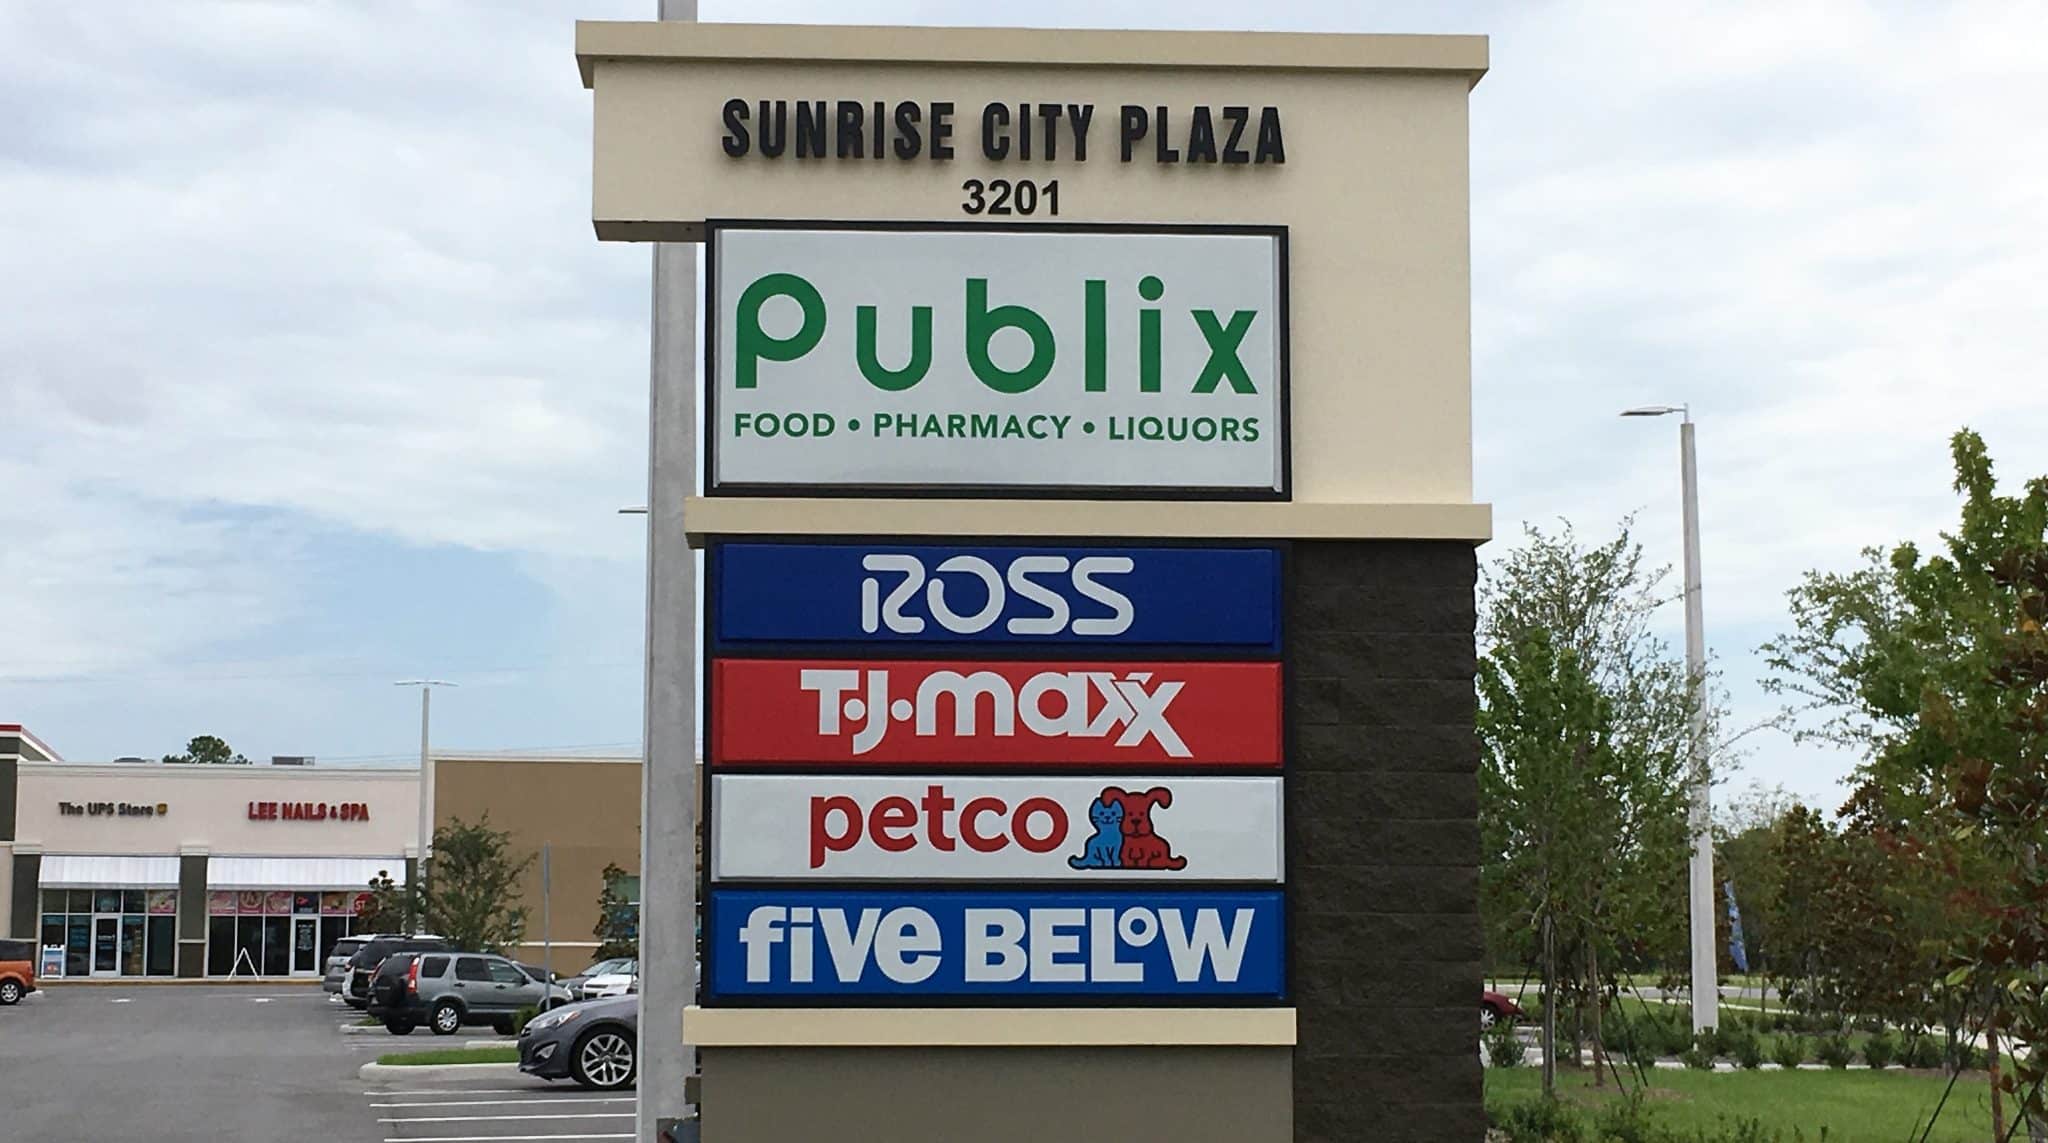 SUNRISE CITY PLAZA
3201
Publix
FOOD • PHARMACY • LIQUORS
ROSS
T•J•maxx
petco
five BELOW
The UPS Store
LEE NAILS & SPA